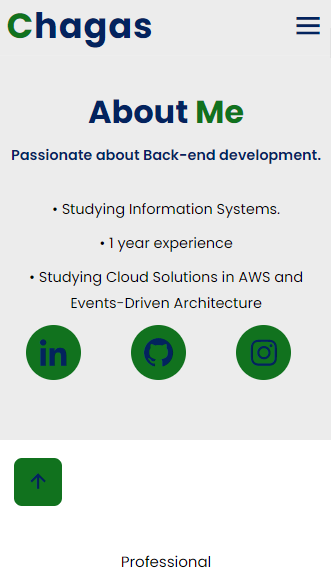 Chagas
About Me
Passionate about Back-end development.
• Studying Information Systems.
• 1 year experience
• Studying Cloud Solutions in AWS and
Events-Driven Architecture
in
Professional